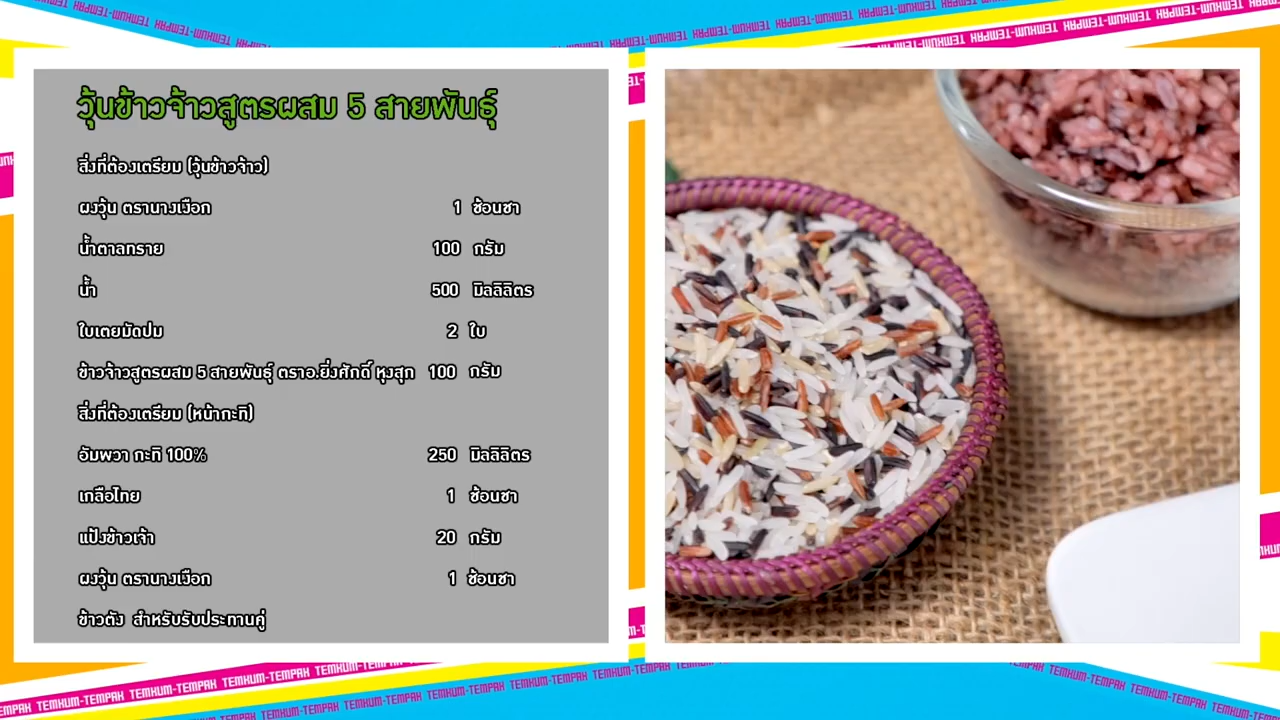 วุ้นข้าวจ้าวสูตรผสม 5 สายพันธุ์
สิ่งที่ต้องเตรียม (วุ้นข้าวจ้าว)
ผงวุ้น ตรานางเงือก 1 ช้อนชา
น้ำตาลทราย 100 กรัม
น้ำ 500 มิลลิลิตร
ใบเตยมัดปม 2 ใบ
ข้าวจ้าวสูตรผสม 5 สายพันธุ์ ตราอ.ยิ่งศักดิ์ หุงสุก 100 กรัม
สิ่งที่ต้องเตรียม (หน้ากะทิ)
อัมพวา กะทิ 100% 250 มิลลิลิตร
เกลือไทย 1 ช้อนชา
แป้งข้าวเจ้า 20 กรัม
ผงวุ้น ตรานางเงือก 1 ช้อนชา
ข้าวตัง สำหรับรับประทานคู่
TEMKUM-TEMPAK TEMKUM-TEMPAK TEMKUM-TEMPAK TEMKUM-TEMPAK